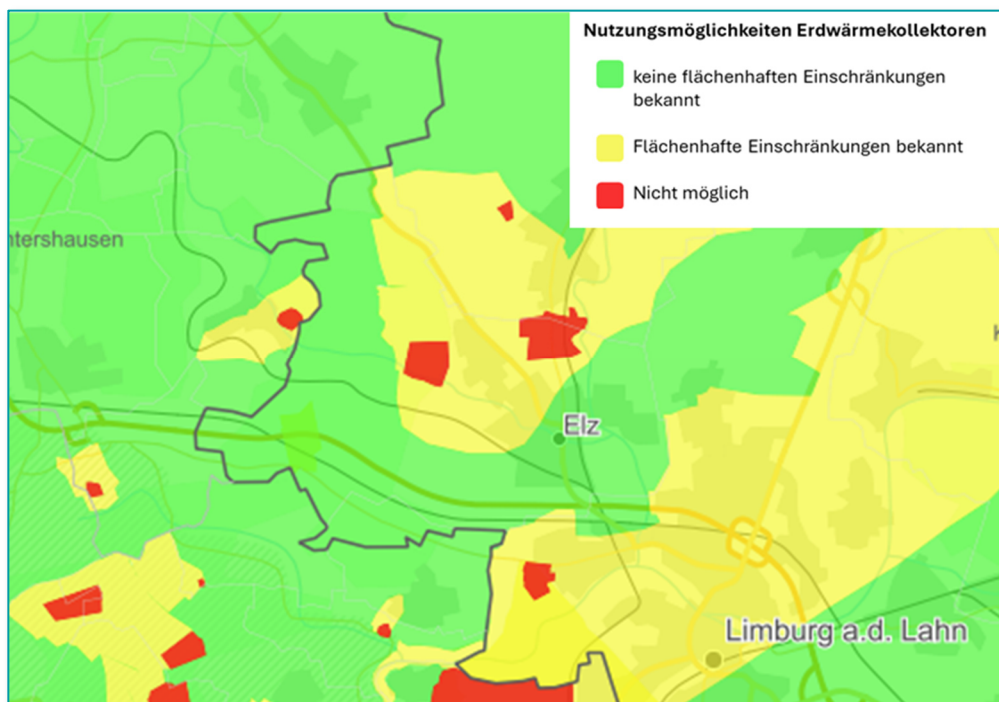 Nutzungsmöglichkeiten Erdwärmekollektoren
keine flächenhaften Einschränkungen
bekannt
Flächenhafte Einschränkungen bekannt
Nicht möglich
ntershausen
Elz
Limburg a.d. Lahn